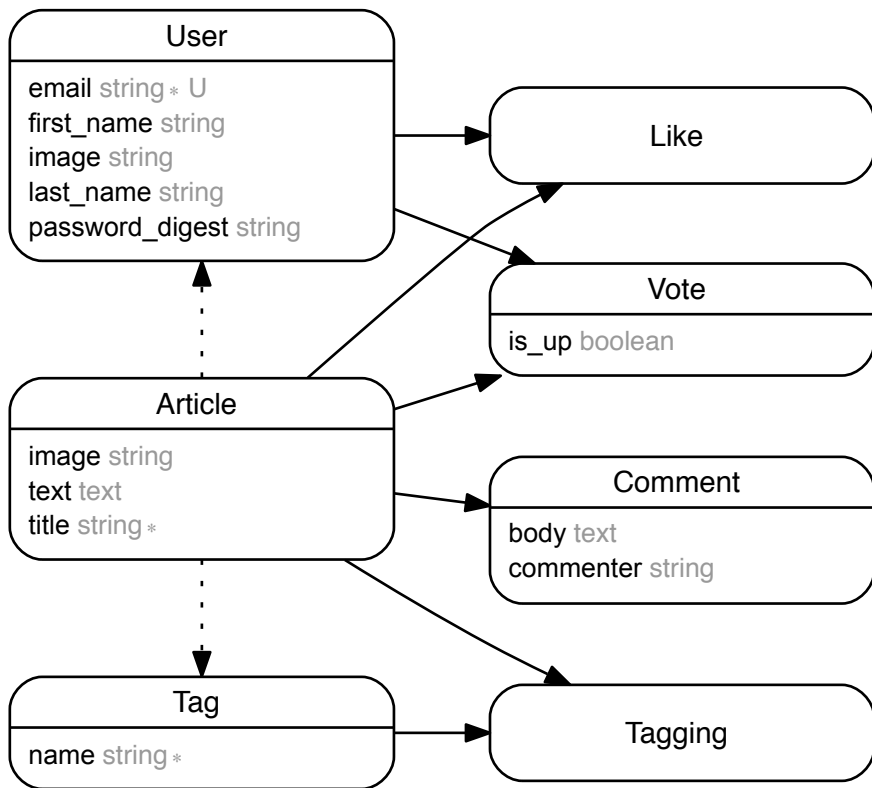 User
email string * U
first_name string
image string
last_name string
password_digest string
Like
Vote
is_up boolean
Article
image string
text text
title string *
Comment
body text
commenter string
Tag
name string *
Tagging